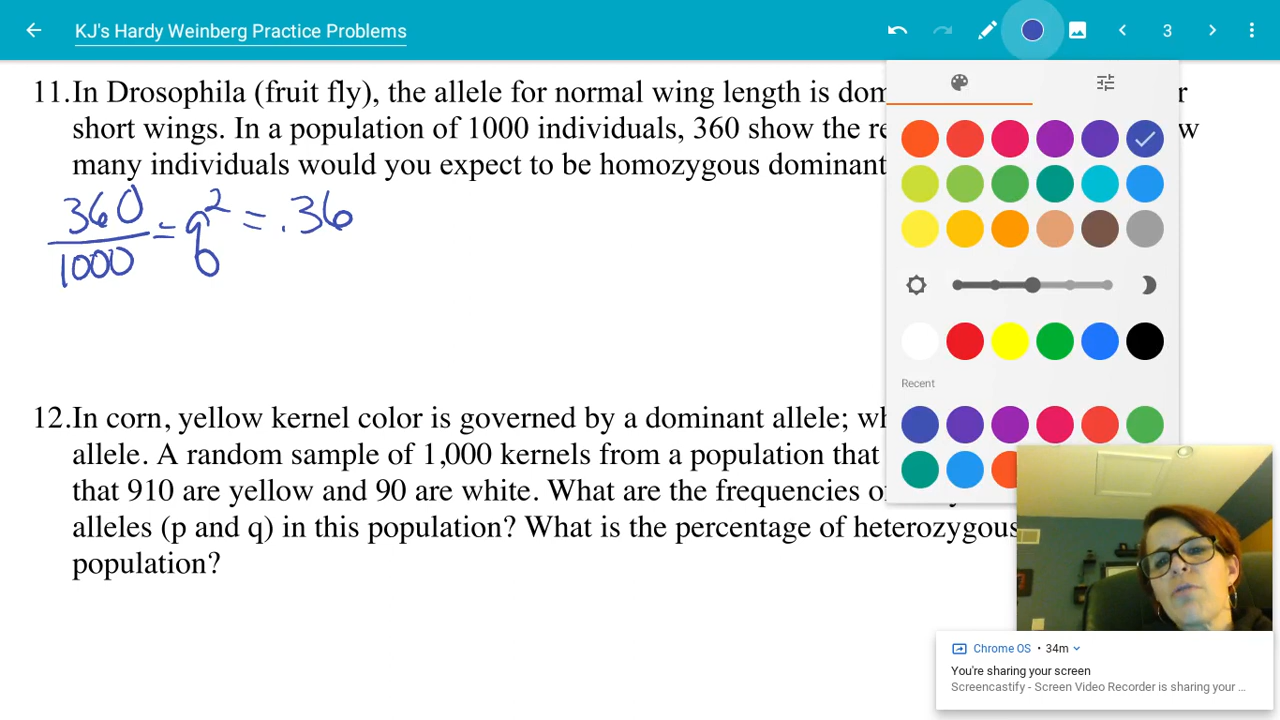 KJ's Hardy Weinberg Practice Problems
3
11.In Drosophila (fruit fly), the allele for normal wing length is dom r
short wings. In a population of 1000 individuals, 360 show the re w
many individuals would you expect to be homozygous dominant
360/1000 = q² = .36
Recent
12.In corn, yellow kernel color is governed by a dominant allele; wh
allele. A random sample of 1,000 kernels from a population that
that 910 are yellow and 90 are white. What are the frequencies of
alleles (p and q) in this population? What is the percentage of heterozygous
population?
Chrome OS • 34m
You're sharing your screen
Screencastify - Screen Video Recorder is sharing your ...